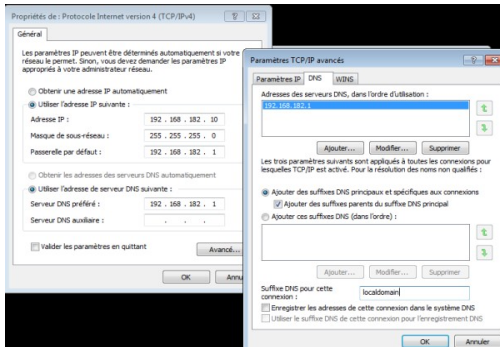 Propriétés de : Protocole Internet version 4 (TCP/IPv4)
Général
Les paramètres IP peuvent être déterminés automatiquement si votre
réseau le permet. Sinon, vous devez demander les paramètres IP
appropriés à votre administrateur réseau.
Obtenir une adresse IP automatiquement
Utiliser l'adresse IP suivante :
Adresse IP : 192 . 168 . 182 . 10
Masque de sous-réseau : 255 . 255 . 255 . 0
Passerelle par défaut : 192 . 168 . 182 . 1
Obtenir les adresses des serveurs DNS automatiquement
Utiliser l'adresse de serveur DNS suivante :
Serveur DNS préféré : 192 . 168 . 182 . 1
Serveur DNS auxiliaire : . . .
Valider les paramètres en quittant
Avancé...
OK
Annu
Paramètres TCP/IP avancés
Paramètres IP
DNS
WINS
Adresses des serveurs DNS, dans l'ordre d'utilisation :
192.168.182.1
Ajouter...
Modifier...
Supprimer
Les trois paramètres suivants sont appliqués à toutes les connexions pour
lesquelles TCP/IP est activé. Pour la résolution des noms non qualifiés :
Ajouter des suffixes DNS principaux et spécifiques aux connexions
Ajouter des suffixes parents du suffixe DNS principal
Ajouter ces suffixes DNS (dans l'ordre) :
Ajouter...
Modifier...
Supprimer
Suffixe DNS pour cette
connexion :
localdomain
Enregistrer les adresses de cette connexion dans le système DNS
Utiliser le suffixe DNS de cette connexion pour l'enregistrement DNS
OK
Annuler